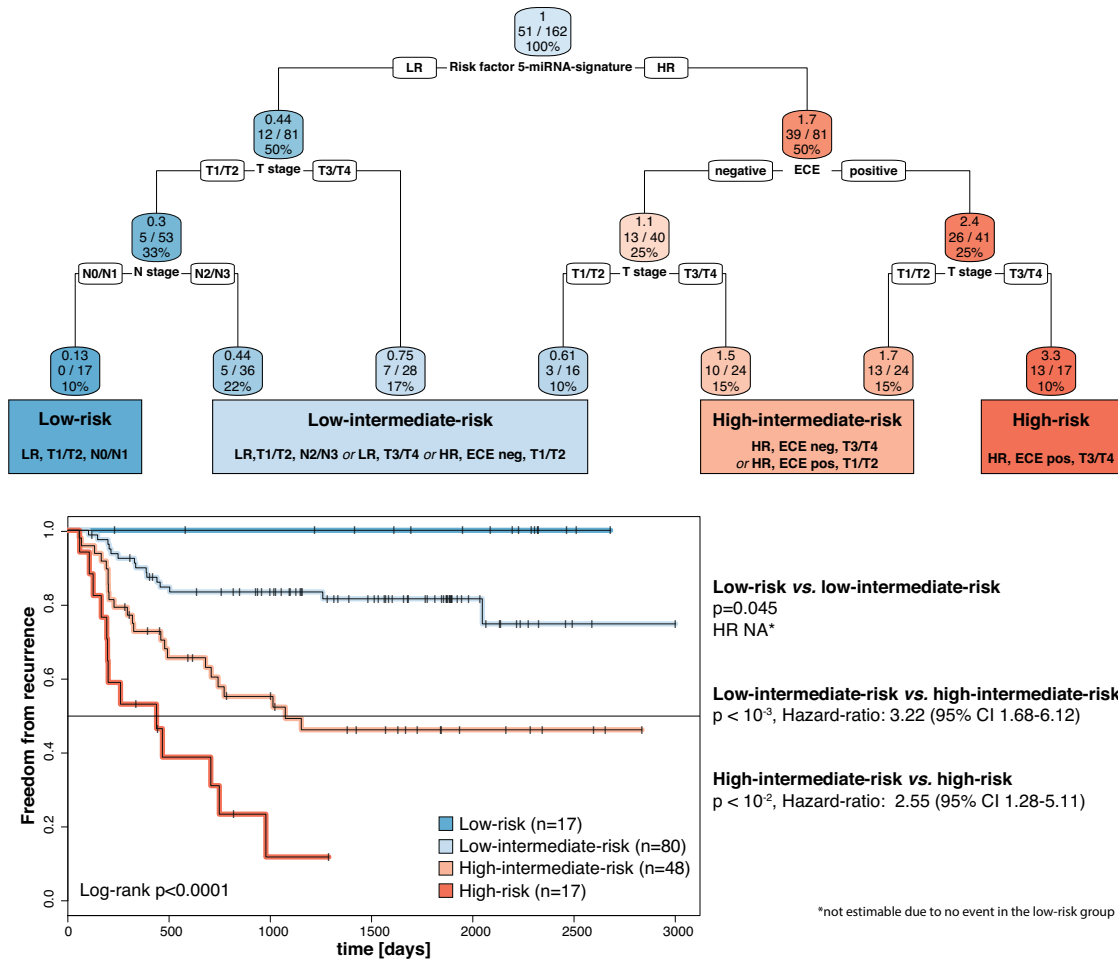 1
51 / 162
100%
LR Risk factor 5-miRNA-signature HR
0.44
12 / 81
50%
1.7
39 / 81
50%
T1/T2 T stage T3/T4
negative ECE positive
0.3
5 / 53
33%
1.1
13 / 40
25%
2.4
26 / 41
25%
N0/N1 N stage N2/N3
T1/T2 T stage T3/T4
T1/T2 T stage T3/T4
0.13
0 / 17
10%
0.44
5 / 36
22%
0.75
7 / 28
17%
0.61
3 / 16
10%
1.5
10 / 24
15%
1.7
13 / 24
15%
3.3
13 / 17
10%
Low-risk
LR, T1/T2, N0/N1
Low-intermediate-risk
LR,T1/T2, N2/N3 or LR, T3/T4 or HR, ECE neg, T1/T2
High-intermediate-risk
HR, ECE neg, T3/T4
or HR, ECE pos, T1/T2
High-risk
HR, ECE pos, T3/T4
Freedom from recurrence
1.0
0.8
0.6
0.4
0.2
0.0
Low-risk (n=17)
Low-intermediate-risk (n=80)
High-intermediate-risk (n=48)
High-risk (n=17)
Log-rank p<0.0001
0 500 1000 1500 2000 2500 3000
time [days]
Low-risk vs. low-intermediate-risk
p=0.045
HR NA*
Low-intermediate-risk vs. high-intermediate-risk
p < 10-3, Hazard-ratio: 3.22 (95% CI 1.68-6.12)
High-intermediate-risk vs. high-risk
p < 10-2, Hazard-ratio: 2.55 (95% CI 1.28-5.11)
*not estimable due to no event in the low-risk group